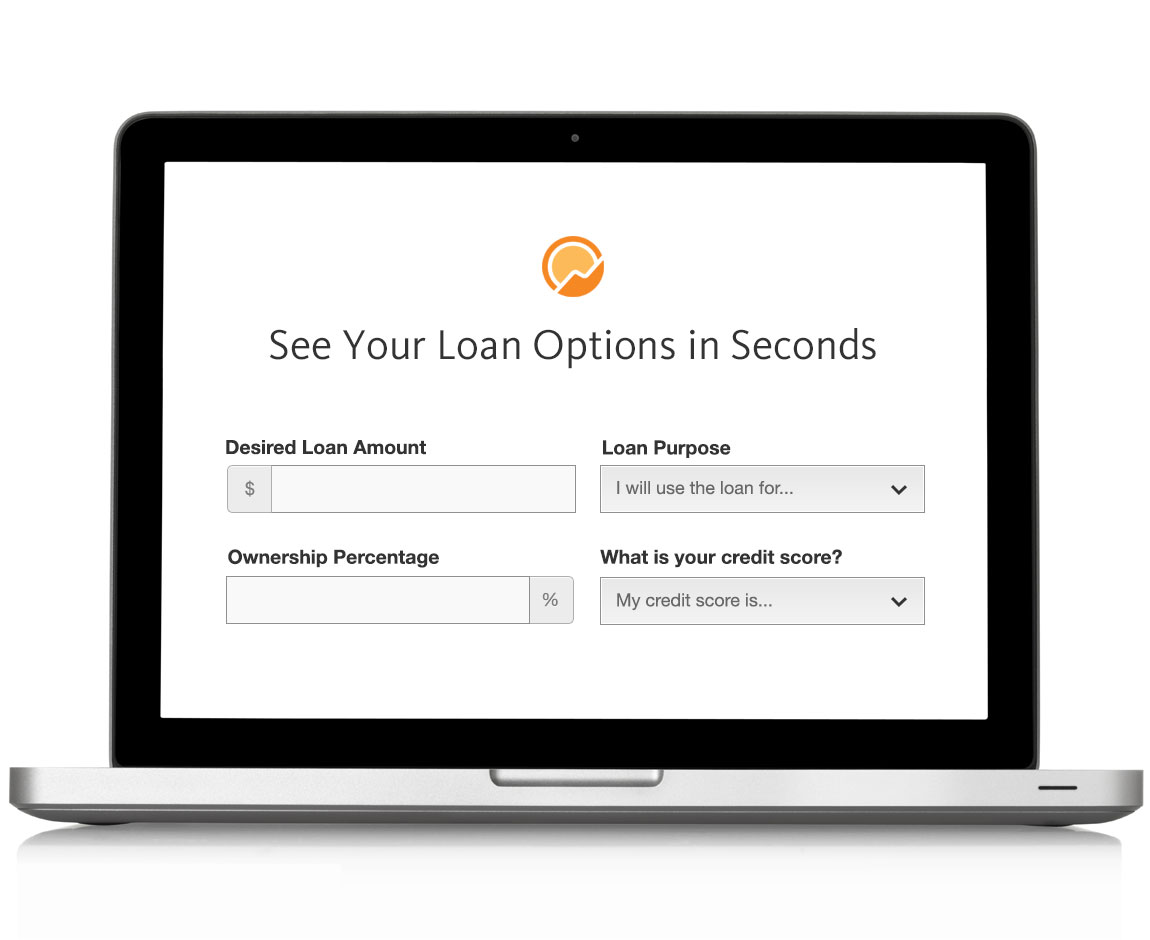 See Your Loan Options in Seconds
Desired Loan Amount
Loan Purpose
$
I will use the loan for...
Ownership Percentage
What is your credit score?
%
My credit score is...